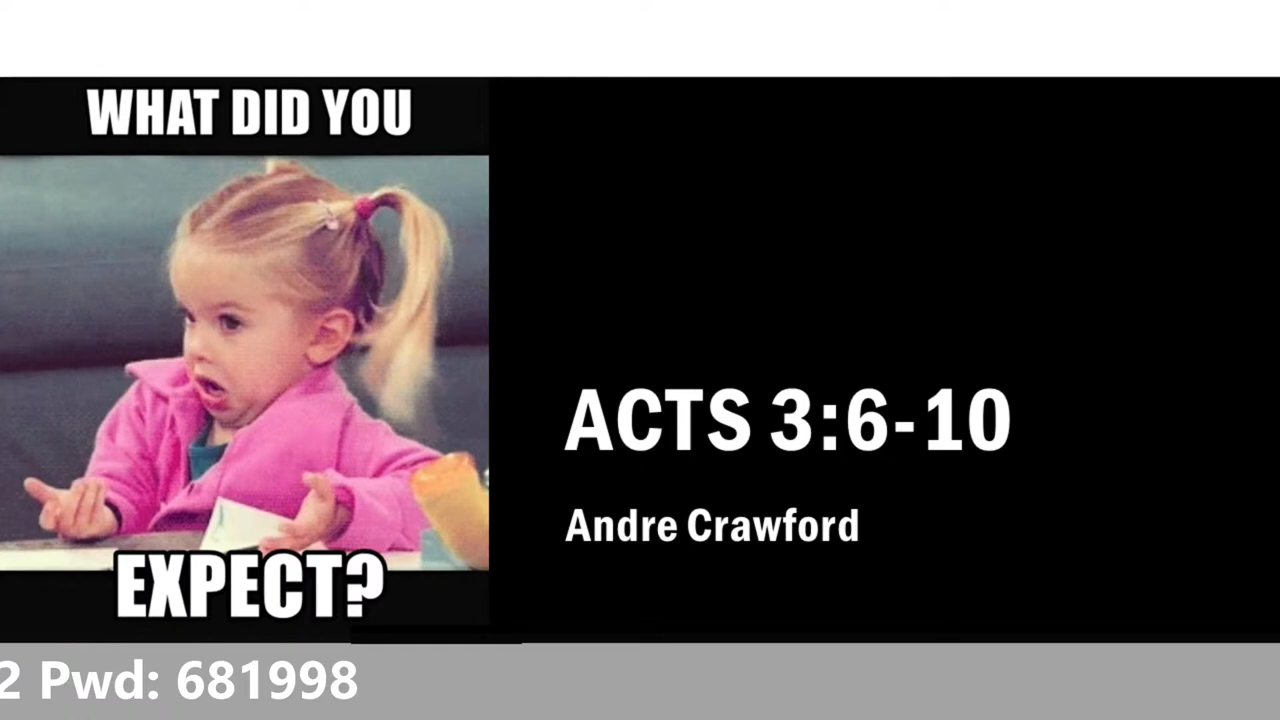 WHAT DID YOU
EXPECT?
ACTS 3:6-10
Andre Crawford
2 Pwd: 681998